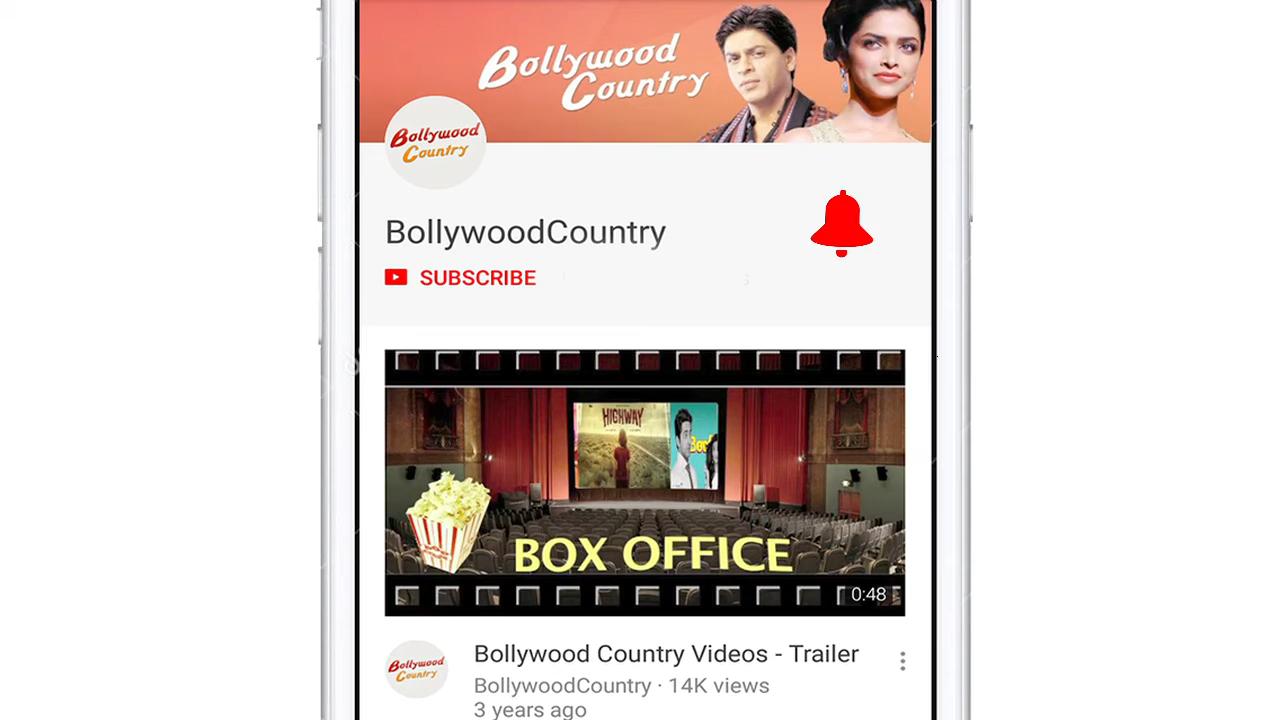 Bollywood
Country
Bollywood
Country
BollywoodCountry
SUBSCRIBE
HIGHWAY
BOX OFFICE
0:48
Bollywood
Country
Bollywood Country Videos - Trailer
BollywoodCountry · 14K views
3 years ago